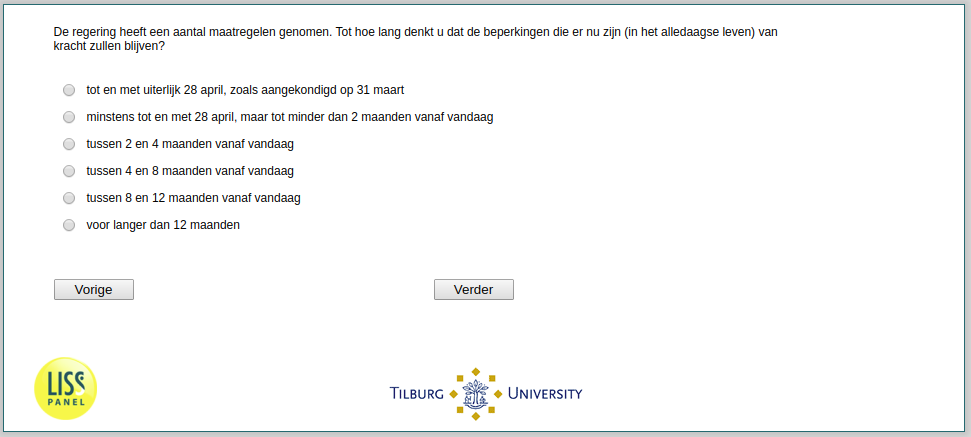 De regering heeft een aantal maatregelen genomen. Tot hoe lang denkt u dat de beperkingen die er nu zijn (in het alledaagse leven) van
kracht zullen blijven?
tot en met uiterlijk 28 april, zoals aangekondigd op 31 maart
minstens tot en met 28 april, maar tot minder dan 2 maanden vanaf vandaag
tussen 2 en 4 maanden vanaf vandaag
tussen 4 en 8 maanden vanaf vandaag
tussen 8 en 12 maanden vanaf vandaag
voor langer dan 12 maanden
Vorige
Verder
LISS
PANEL
TILBURG UNIVERSITY